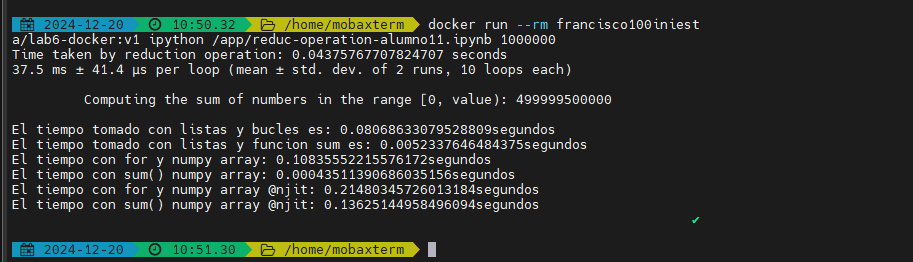 2024-12-20 10:50.32 /home/mobaxterm docker run --rm francisco100iniest
a/lab6-docker:v1 ipython /app/reduc-operation-alumno11.ipynb 1000000
Time taken by reduction operation: 0.04375767707824707 seconds
37.5 ms ± 41.4 µs per loop (mean ± std. dev. of 2 runs, 10 loops each)
Computing the sum of numbers in the range [0, value): 499999500000
El tiempo tomado con listas y bucles es: 0.08068633079528809segundos
El tiempo tomado con listas y funcion sum es: 0.0052337646484375segundos
El tiempo con for y numpy array: 0.10835552215576172segundos
El tiempo con sum() numpy array: 0.00043511390686035156segundos
El tiempo con for y numpy array @njit: 0.21480345726013184segundos
El tiempo con sum() numpy array @njit: 0.13625144958496094segundos
✔
2024-12-20 10:51.30 /home/mobaxterm